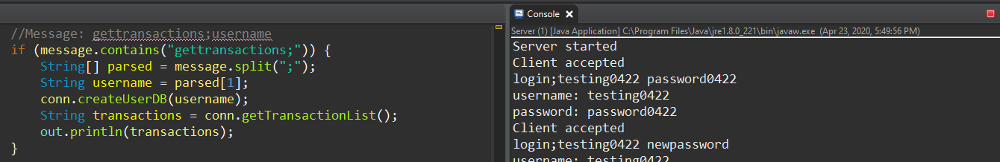 //Message: gettransactions;username
if (message.contains("gettransactions;")) {
String[] parsed = message.split(";");
String username = parsed[1];
conn.createUserDB(username);
String transactions = conn.getTransactionList();
out.println(transactions);
}
Console
Server (1) [Java Application] C:\Program Files\Java\jre1.8.0_221\bin\javaw.exe (Apr 23, 2020, 5:49:56 PM)
Server started
Client accepted
login;testing0422 password0422
username: testing0422
password: password0422
Client accepted
login;testing0422 newpassword
username: testing0422